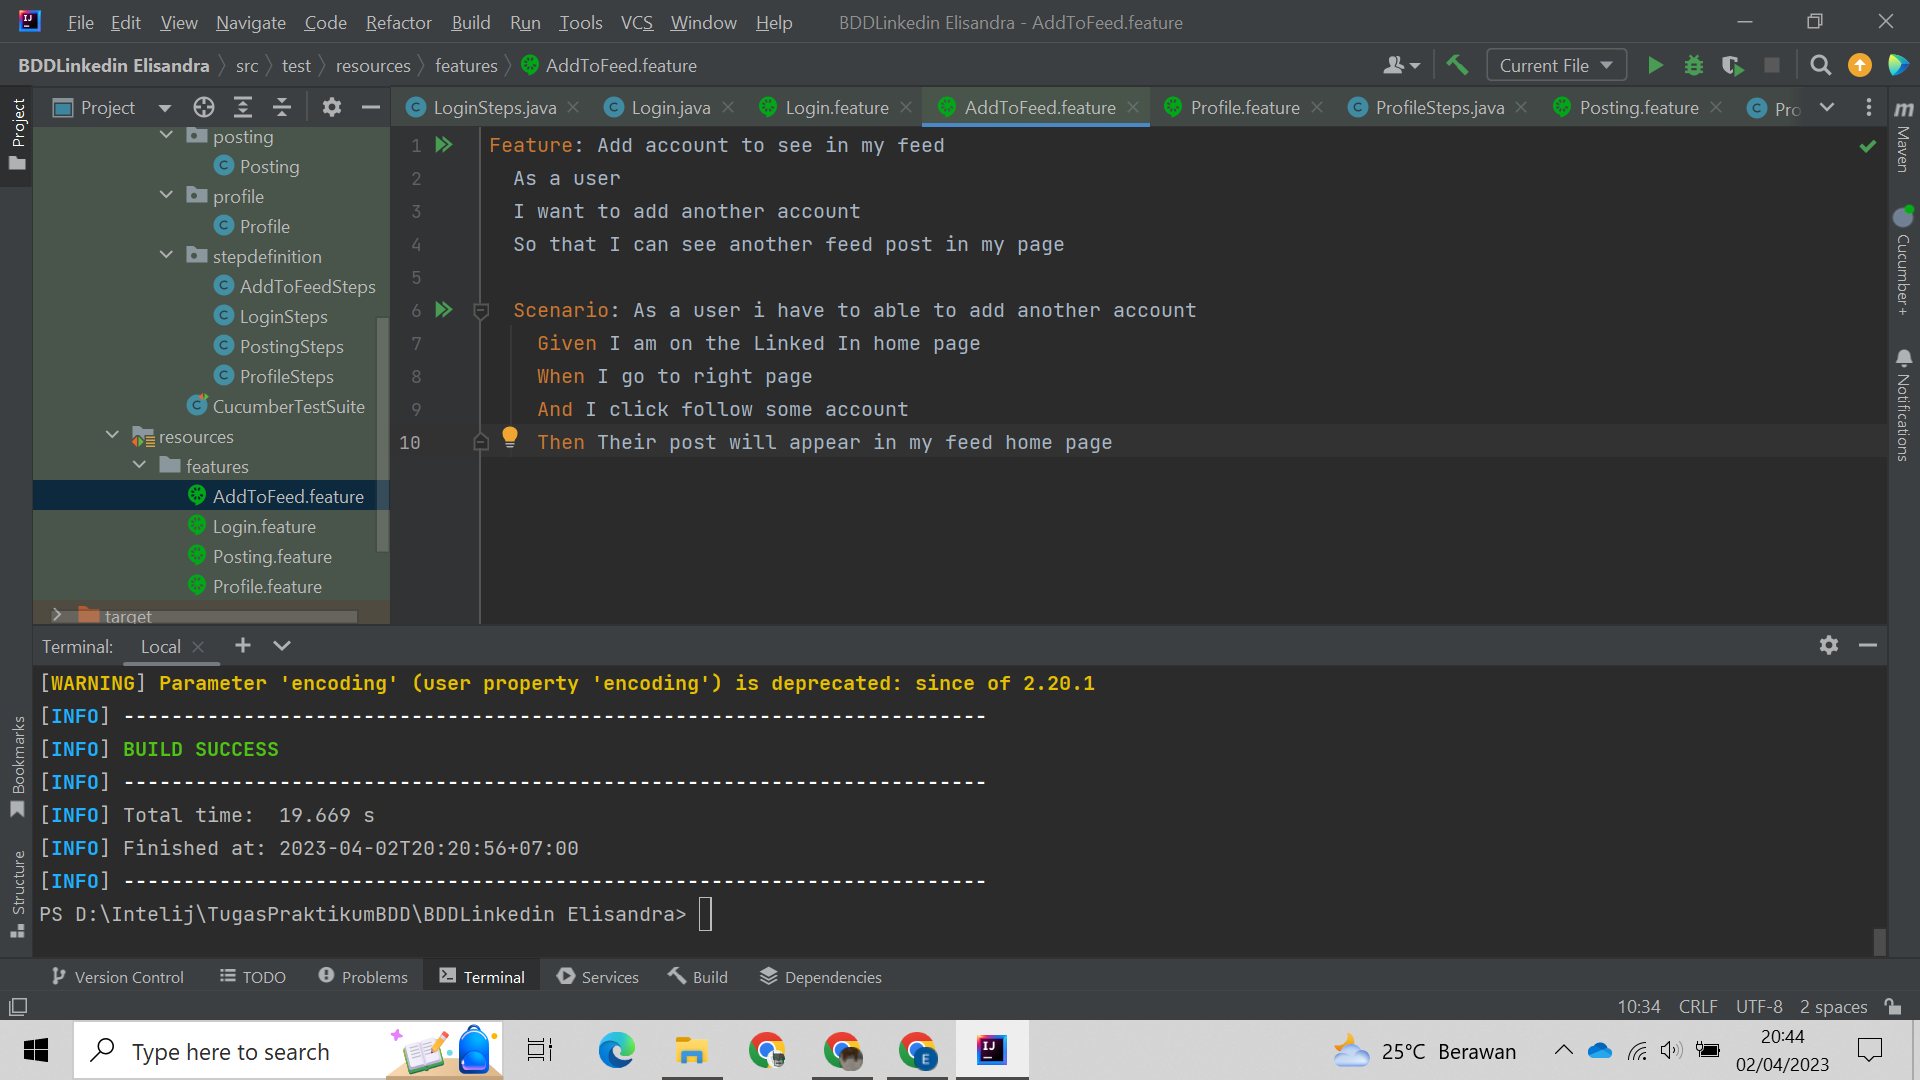 File Edit View Navigate Code Refactor Build Run Tools VCS Window Help BDDLinkedin Elisandra - AddToFeed.feature
BDDLinkedin Elisandra src test resources features AddToFeed.feature Current File
Project LoginSteps.java Login.java Login.feature AddToFeed.feature Profile.feature ProfileSteps.java Posting.feature Pro
Project
posting
Posting
profile
Profile
stepdefinition
AddToFeedSteps
LoginSteps
PostingSteps
ProfileSteps
CucumberTestSuite
resources
features
AddToFeed.feature
Login.feature
Posting.feature
Profile.feature
target
1 Feature: Add account to see in my feed
2 As a user
3 I want to add another account
4 So that I can see another feed post in my page
5
6 Scenario: As a user i have to able to add another account
7 Given I am on the Linked In home page
8 When I go to right page
9 And I click follow some account
10 Then Their post will appear in my feed home page
Maven
Cucumber+
Notifications
Terminal: Local
[WARNING] Parameter 'encoding' (user property 'encoding') is deprecated: since of 2.20.1
[INFO] ------------------------------------------------------------------------
[INFO] BUILD SUCCESS
[INFO] ------------------------------------------------------------------------
[INFO] Total time:  19.669 s
[INFO] Finished at: 2023-04-02T20:20:56+07:00
[INFO] ------------------------------------------------------------------------
PS D:\Intelij\TugasPraktikumBDD\BDDLinkedin Elisandra>
Bookmarks
Structure
Version Control TODO Problems Terminal Services Build Dependencies
10:34 CRLF UTF-8 2 spaces
Type here to search
25°C Berawan
20:44
02/04/2023